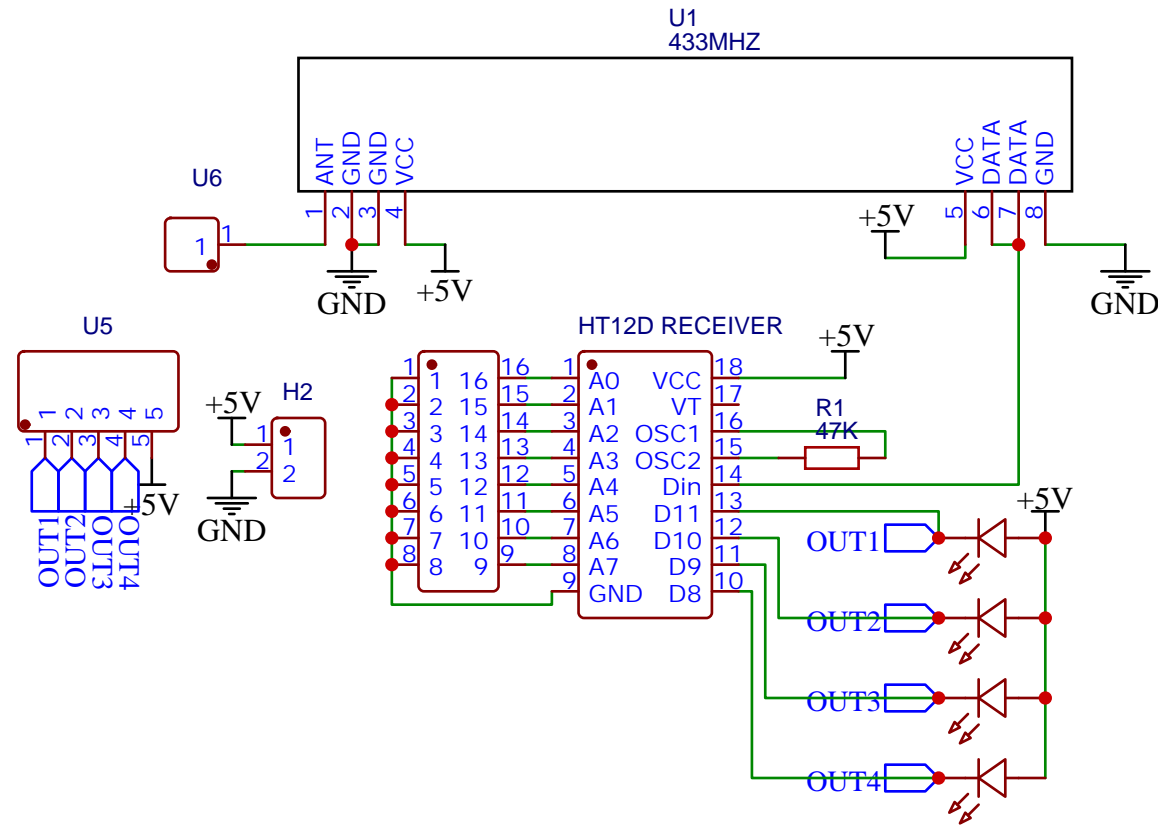 U1
433MHZ
ANT
GND
GND
VCC
VCC
DATA
DATA
GND
1
2
3
4
5
6
7
8
U6
1
1
GND
+5V
+5V
GND
U5
1
2
3
4
5
1
2
3
4
5
OUT1
OUT2
OUT3
OUT4
+5V
H2
+5V
1
1
2
2
GND
1 1 16 16
2 2 15 15
3 3 14 14
4 4 13 13
5 5 12 12
6 6 11 11
7 7 10 10
8 8 9 9
HT12D RECEIVER
1 A0 VCC 18
2 A1 VT 17
3 A2 OSC1 16
4 A3 OSC2 15
5 A4 Din 14
6 A5 D11 13
7 A6 D10 12
8 A7 D9 11
9 GND D8 10
+5V
R1
47K
+5V
OUT1
OUT2
OUT3
OUT4